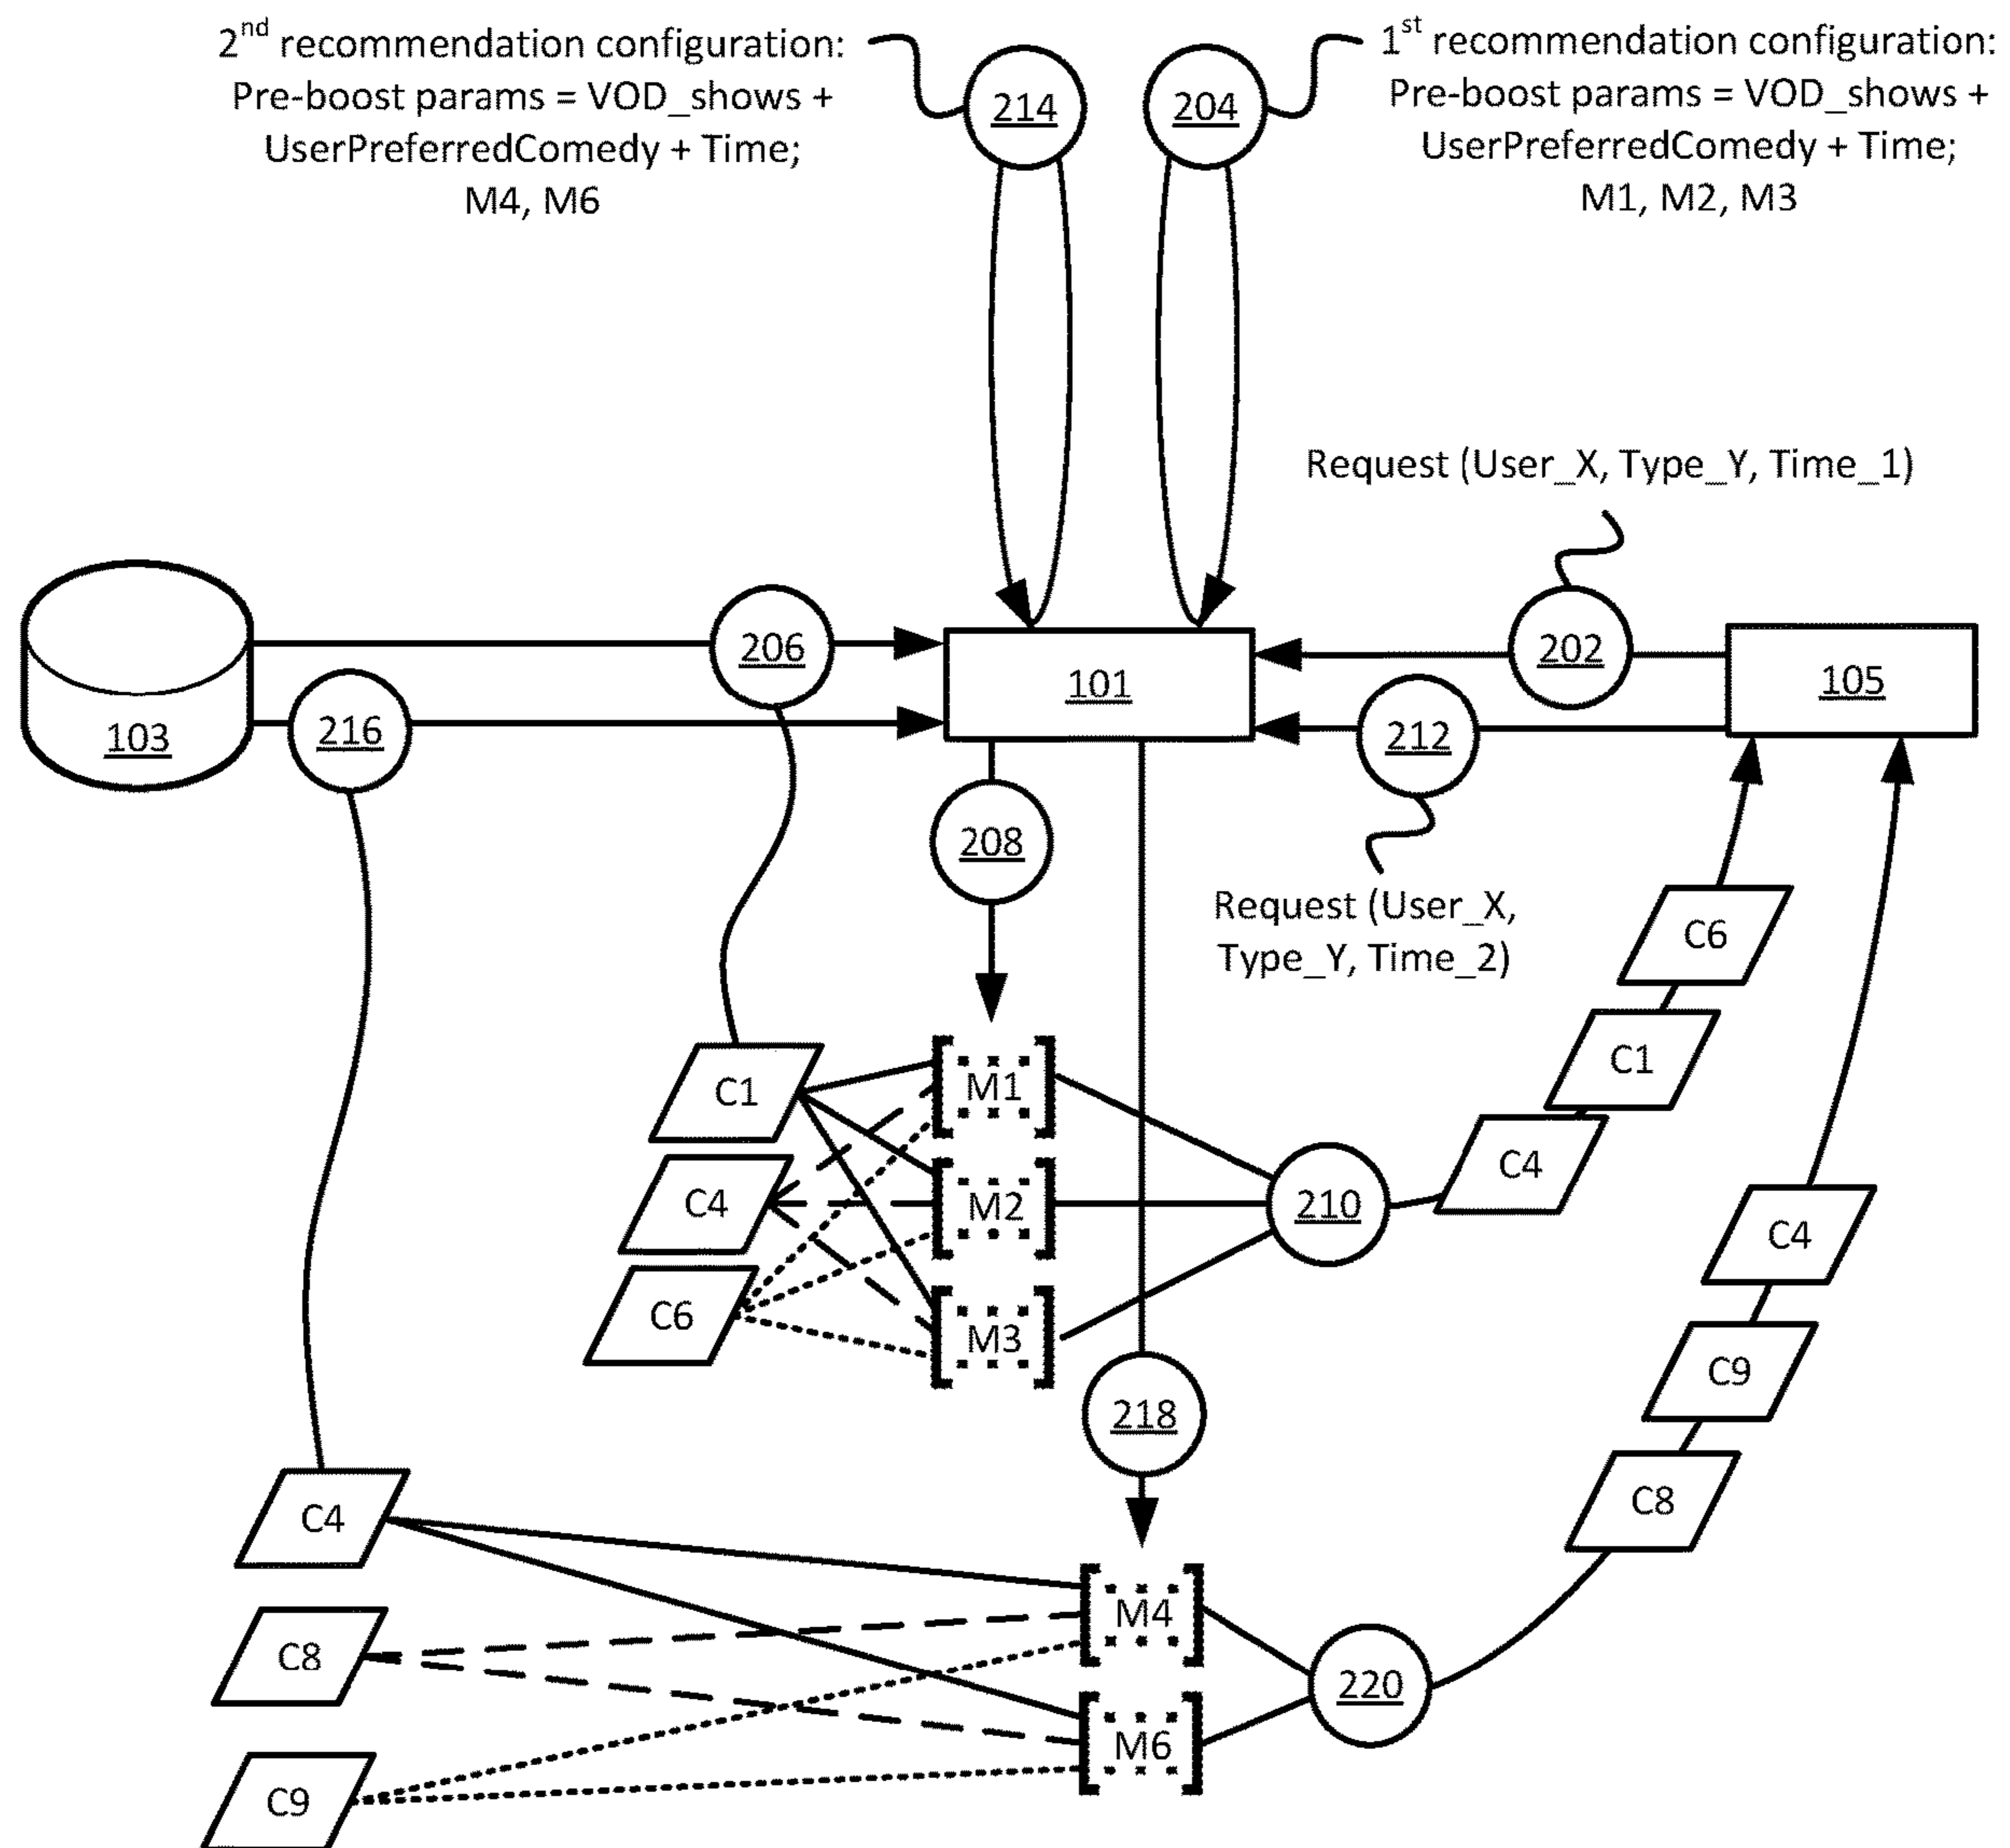 2nd recommendation configuration:
Pre-boost params = VOD_shows +
UserPreferredComedy + Time;
M4, M6
214
204
1st recommendation configuration:
Pre-boost params = VOD_shows +
UserPreferredComedy + Time;
M1, M2, M3
Request (User_X, Type_Y, Time_1)
103
216
206
101
202
212
105
208
Request (User_X,
Type_Y, Time_2)
C6
C1
C4
C1
C4
C6
M1
M2
M3
210
218
C4
C9
C8
C4
C8
C9
M4
M6
220